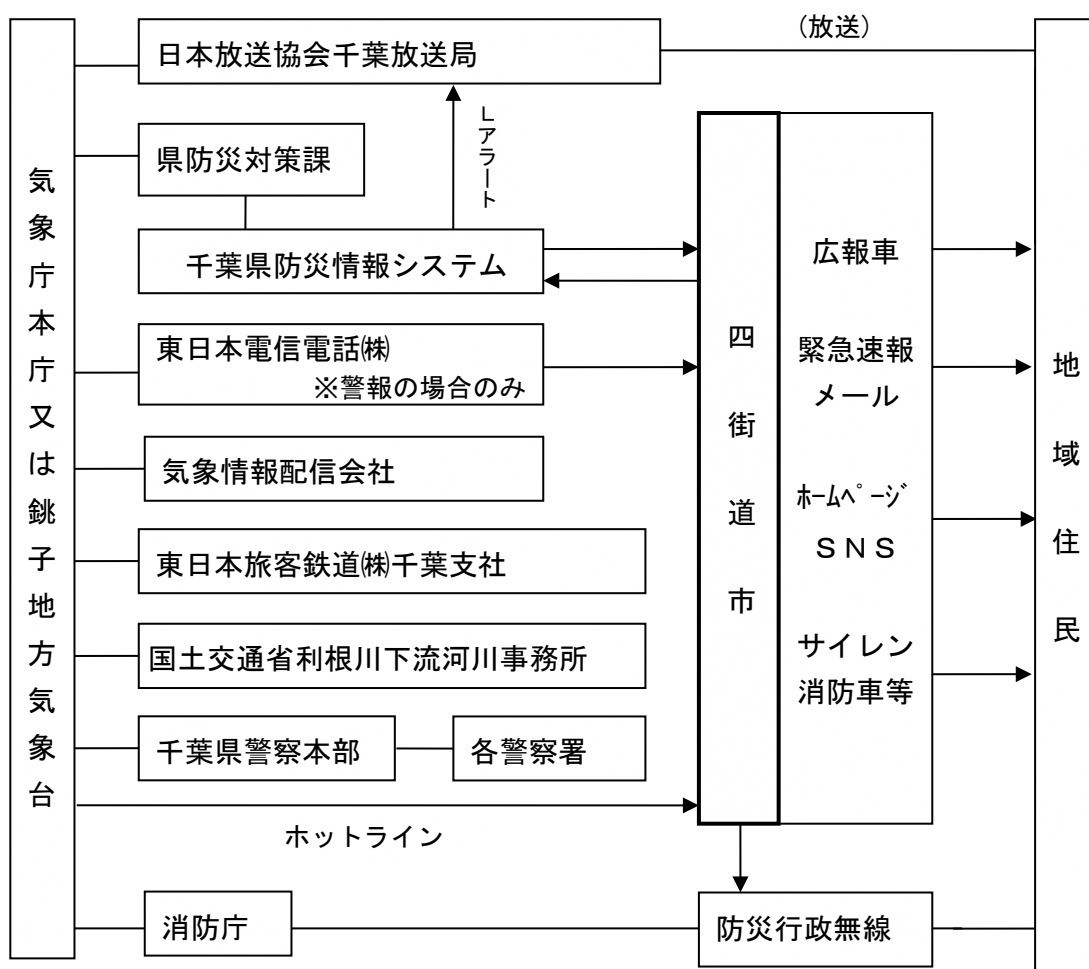 気象庁本庁又は銚子地方気象台
日本放送協会千葉放送局
(放送)
Lアラート
県防災対策課
千葉県防災情報システム
東日本電信電話㈱
※警報の場合のみ
気象情報配信会社
東日本旅客鉄道㈱千葉支社
国土交通省利根川下流河川事務所
千葉県警察本部
各警察署
ホットライン
消防庁
四街道市
広報車
緊急速報
メール
ﾎｰﾑﾍﾟｰｼﾞ
ＳＮＳ
サイレン
消防車等
防災行政無線
地域住民